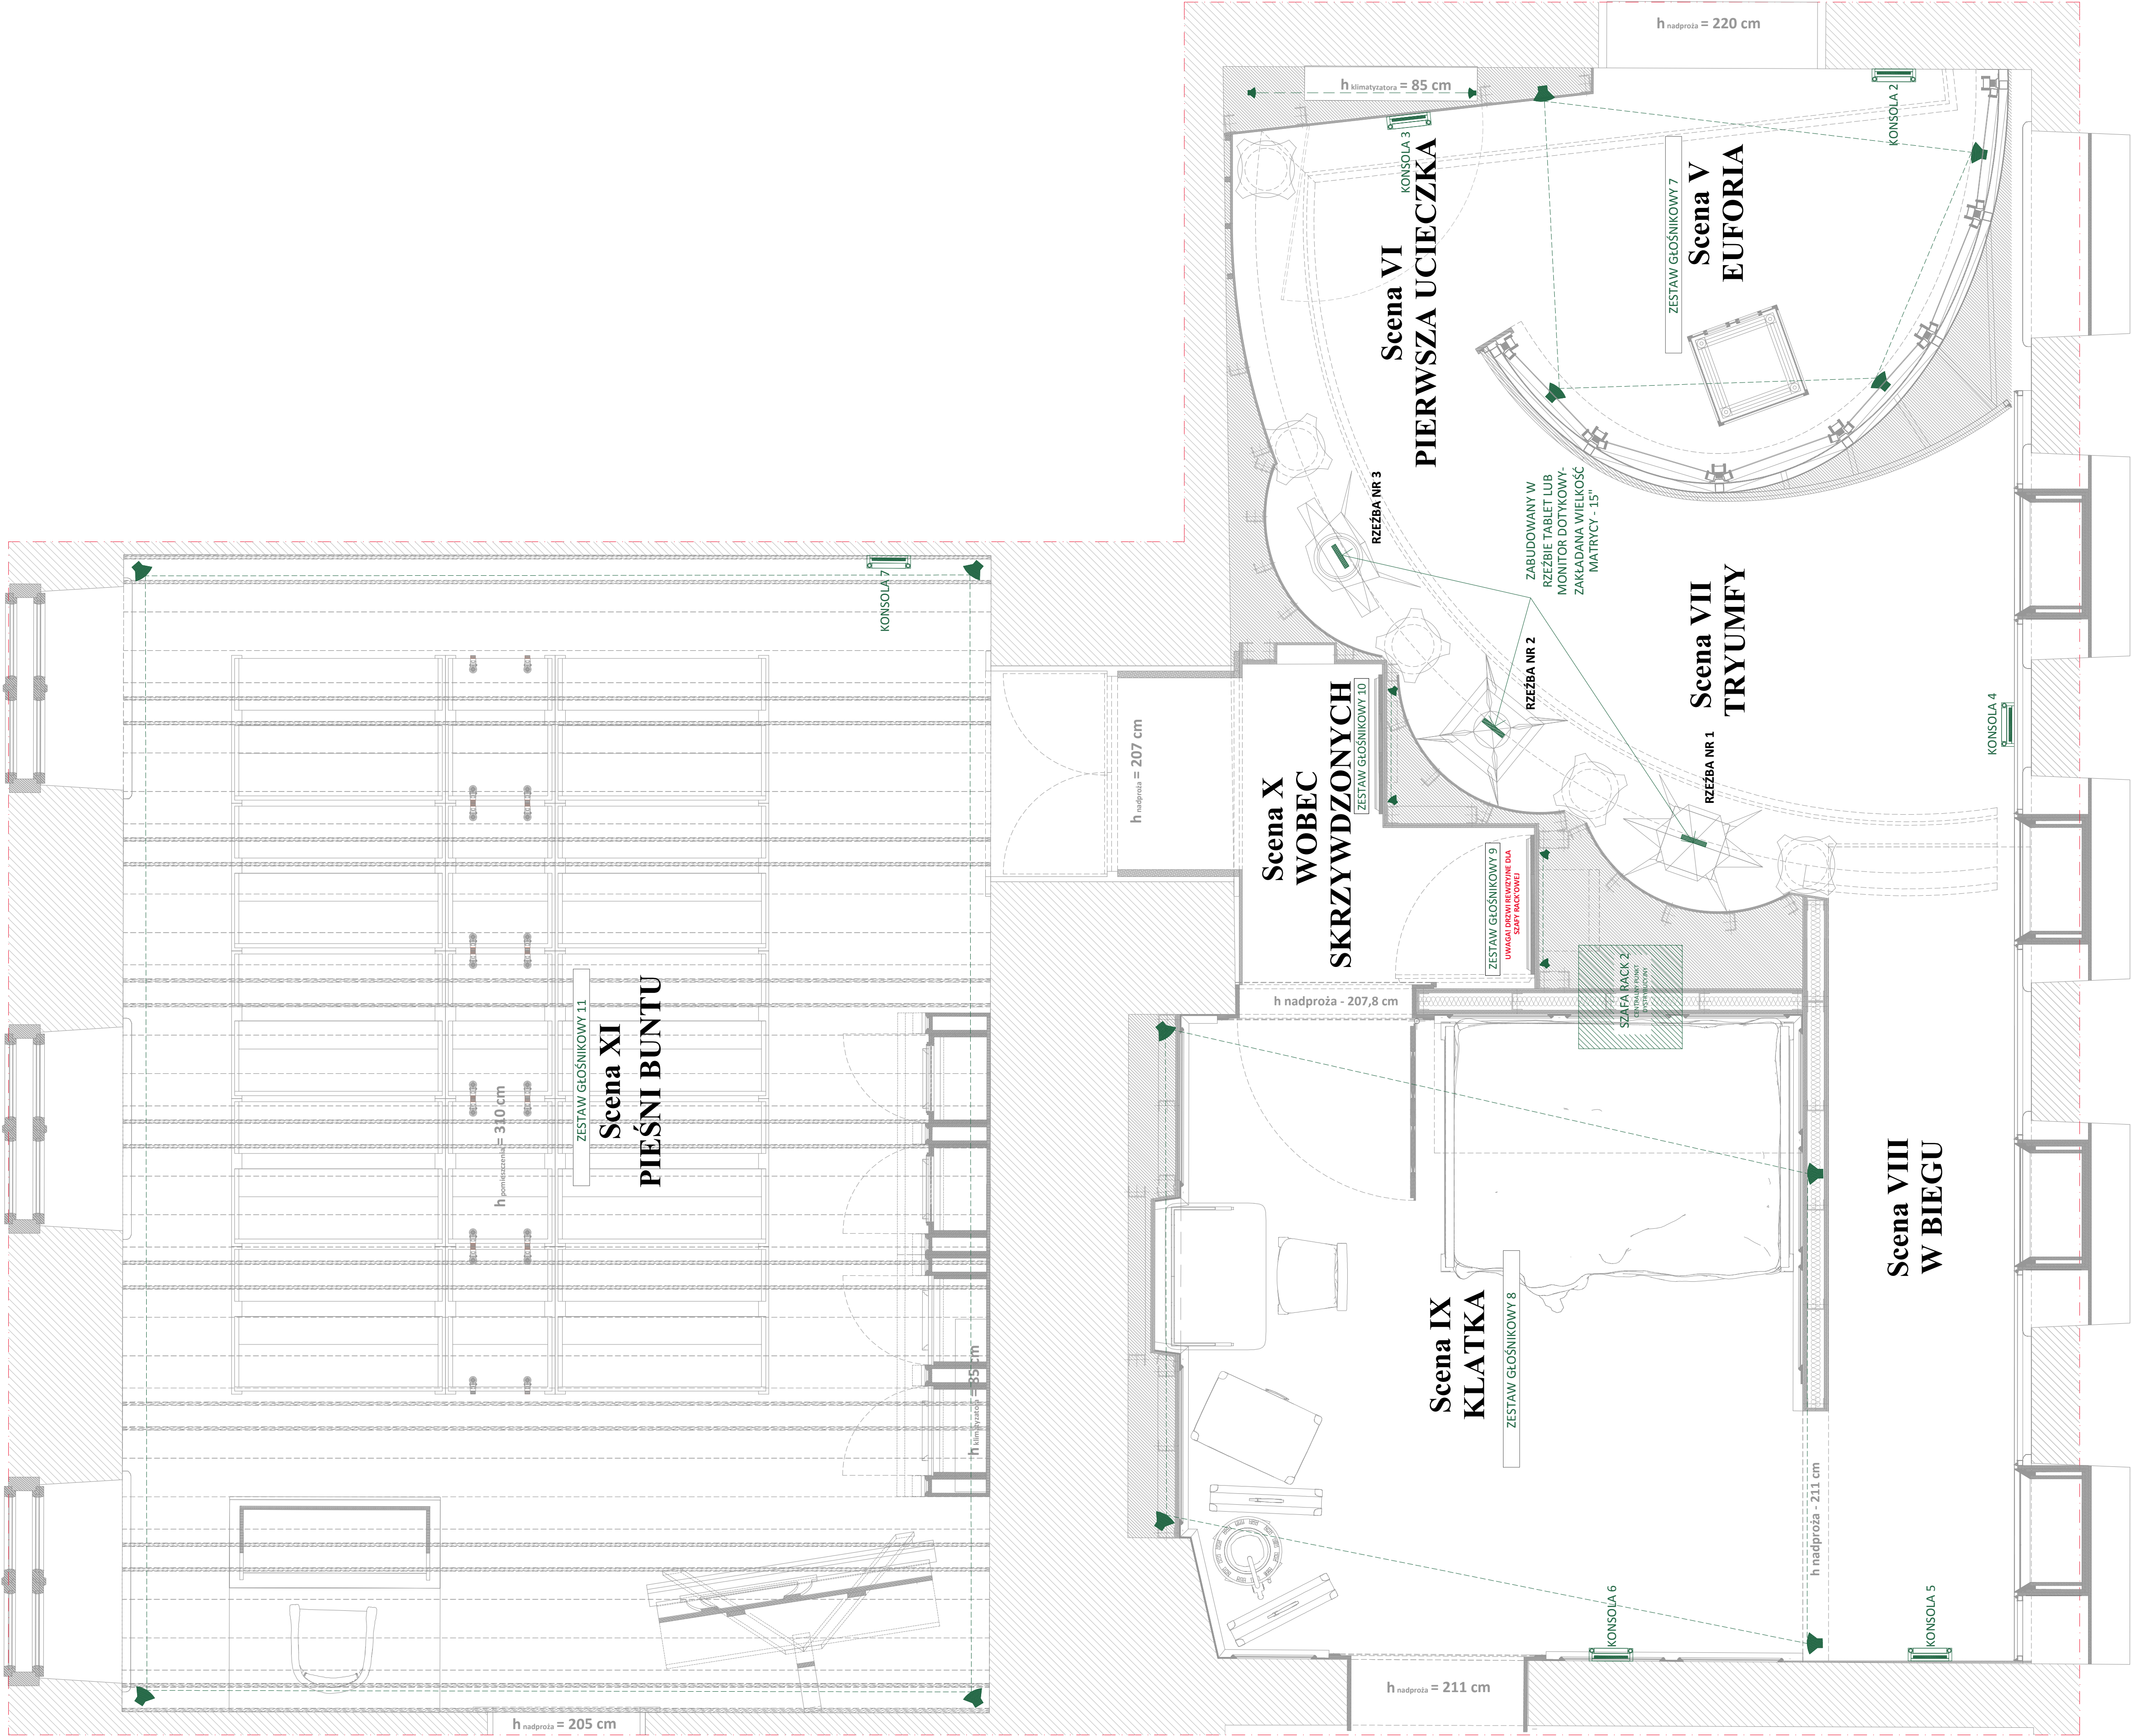 h nadproża = 220 cm
h klimatyzatora = 85 cm
KONSOLA 2
KONSOLA 3
Scena VI
PIERWSZA UCIECZKA
ZESTAW GŁOŚNIKOWY 7
Scena V
EUFORIA
RZEŹBA NR 3
ZABUDOWANY W
RZEŹBIE TABLET LUB
MONITOR DOTYKOWY-
ZAKŁADANA WIELKOŚĆ
MATRYCY - 15"
KONSOLA 7
RZEŹBA NR 2
Scena VII
TRYUMFY
RZEŹBA NR 1
KONSOLA 4
h nadproża = 207 cm
Scena X
WOBEC
SKRZYWDZONYCH
ZESTAW GŁOŚNIKOWY 10
ZESTAW GŁOŚNIKOWY 9
UWAGA! DRZWI REWIZYJNE DLA
SZAFY RACK'OWEJ
SZAFA RACK 2
CENTRALNY PUNKT
DYSTRYBUCYJNY
h nadproża - 207,8 cm
h pomieszczenia = 310 cm
ZESTAW GŁOŚNIKOWY 11
Scena XI
PIEŚNI BUNTU
h klimatyzatora = 85 cm
Scena IX
KLATKA
ZESTAW GŁOŚNIKOWY 8
Scena VIII
W BIEGU
h nadproża - 211 cm
KONSOLA 6
KONSOLA 5
h nadproża = 211 cm
h nadproża = 205 cm